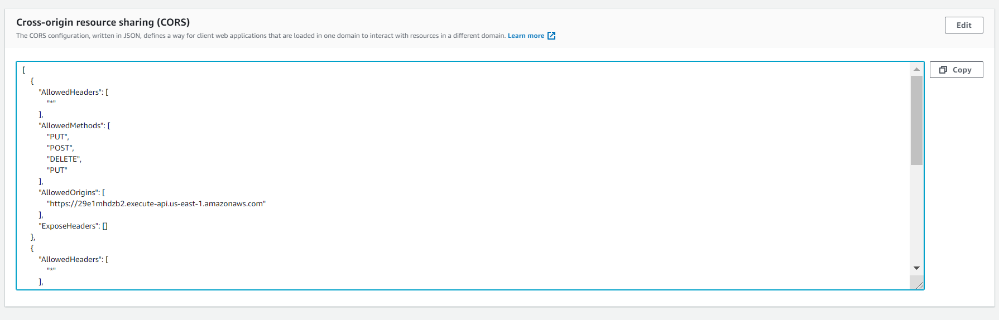 Cross-origin resource sharing (CORS)
The CORS configuration, written in JSON, defines a way for client web applications that are loaded in one domain to interact with resources in a different domain. Learn more
Edit
[
{
"AllowedHeaders": [
"*"
],
"AllowedMethods": [
"PUT",
"POST",
"DELETE",
"PUT"
],
"AllowedOrigins": [
"https://29e1mhdzb2.execute-api.us-east-1.amazonaws.com"
],
"ExposeHeaders": []
},
{
"AllowedHeaders": [
"*"
],
Copy